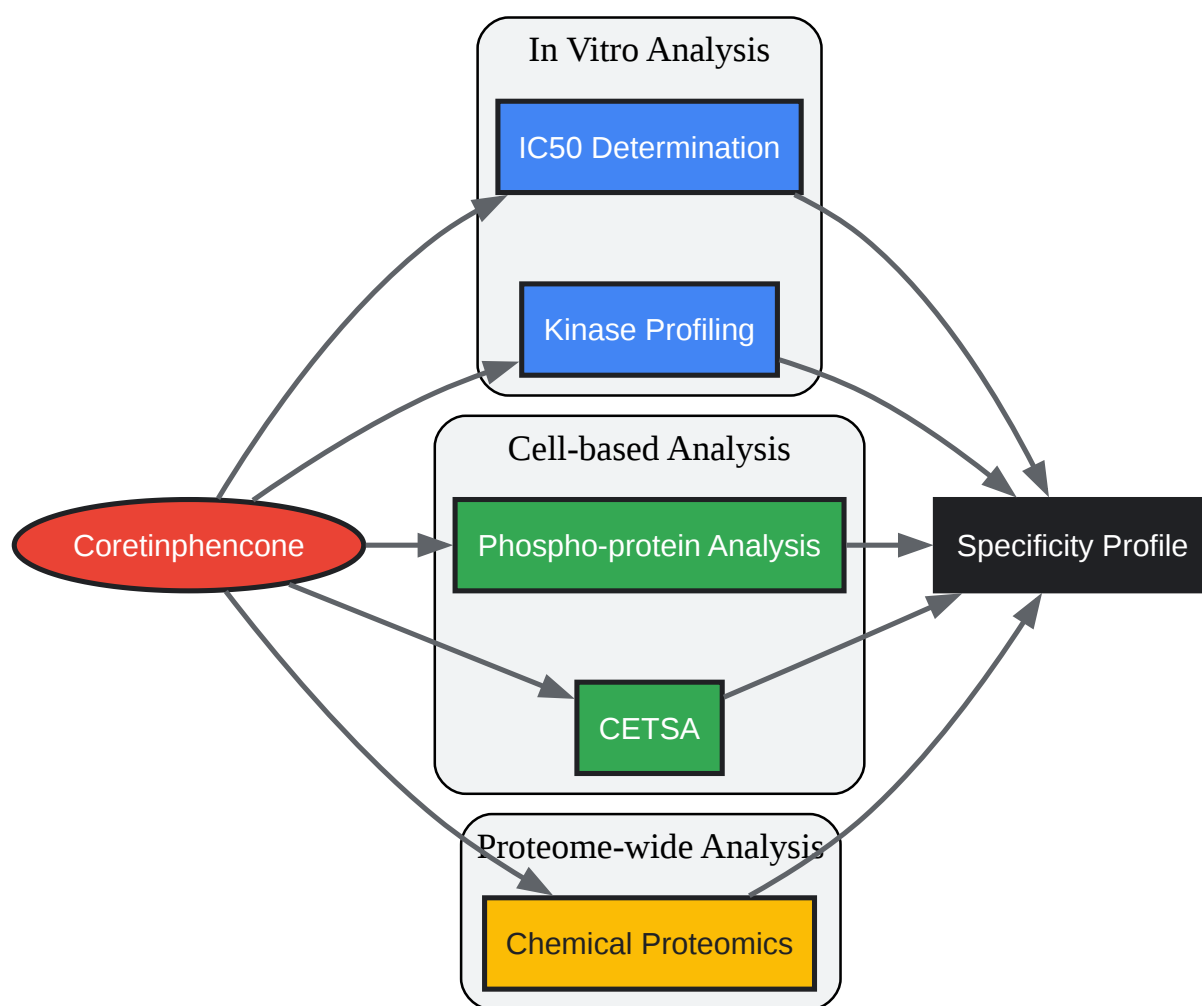 In Vitro Analysis
IC50 Determination
Kinase Profiling
Cell-based Analysis
Coretinphencone
Phospho-protein Analysis
Specificity Profile
CETSA
Proteome-wide Analysis
Chemical Proteomics